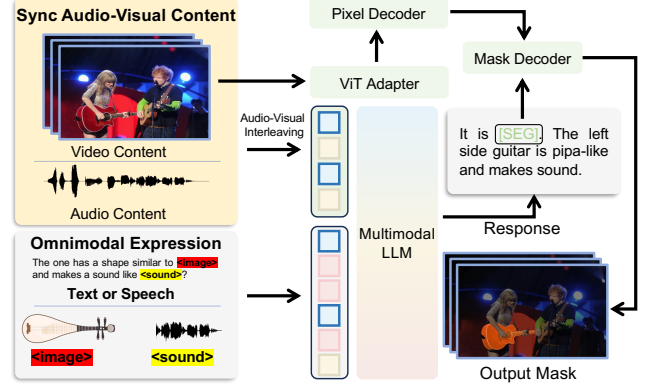 Sync Audio-Visual Content
Video Content
Audio Content
Omnimodal Expression
The one has a shape similar to <image>
and makes a sound like <sound>?
Text or Speech
<image>
<sound>
Audio-Visual
Interleaving
Pixel Decoder
ViT Adapter
Mask Decoder
Multimodal
LLM
It is [SEG]. The left
side guitar is pipa-like
and makes sound.
Response
Output Mask